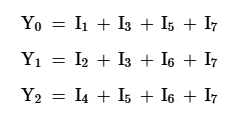 Y₀ = I₁ + I₃ + I₅ + I₇
Y₁ = I₂ + I₃ + I₆ + I₇
Y₂ = I₄ + I₅ + I₆ + I₇